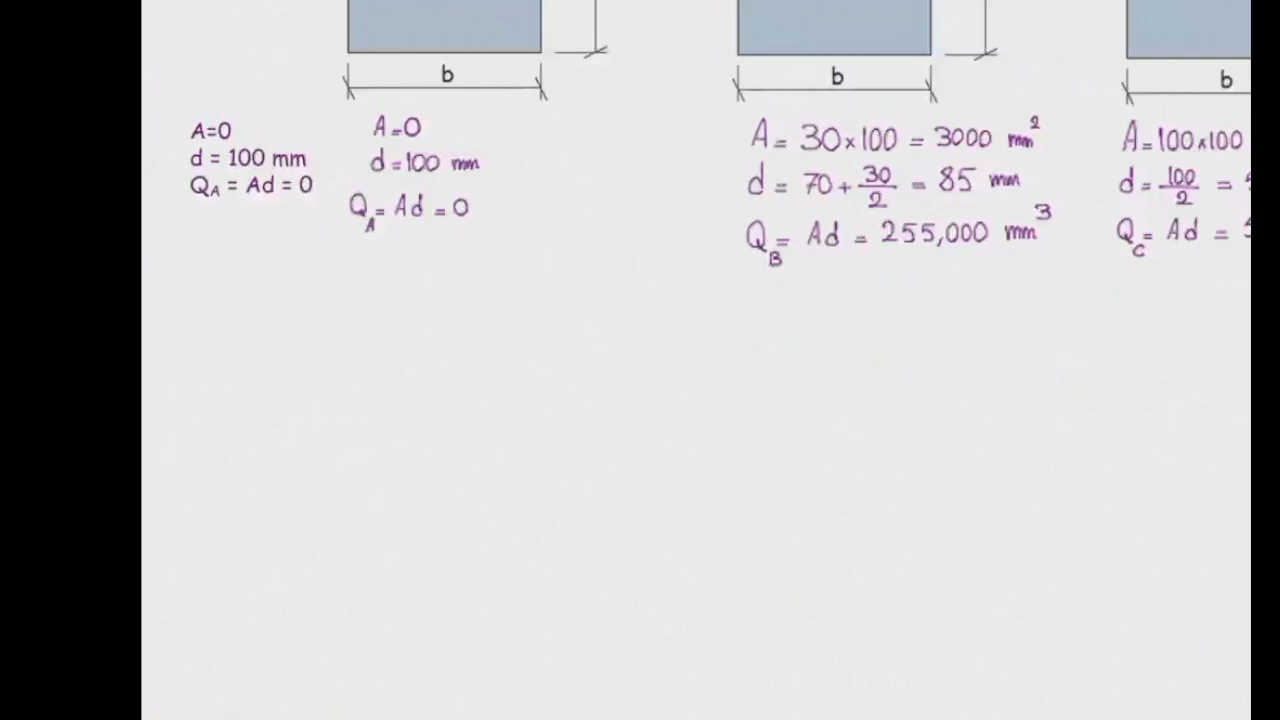 b
b
b
A=0
d = 100 mm
Q_A = Ad = 0
A=0
d=100 mm
Q_A = Ad = 0
A = 30×100 = 3000 mm²
d = 70 + 30/2 = 85 mm
Q_B = Ad = 255,000 mm³
A=100×100
d = 100/2 =
Q_C = Ad =